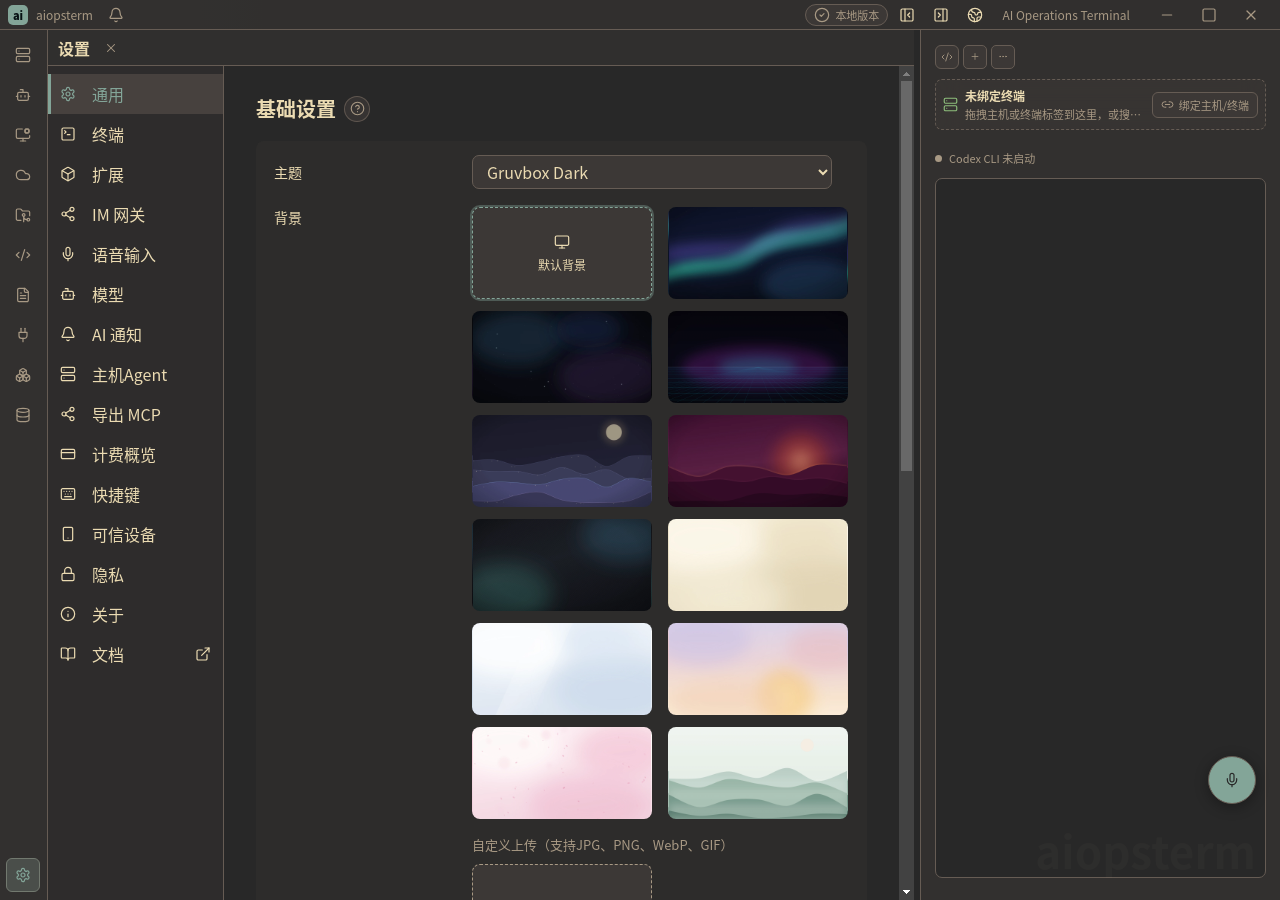 ai aiopsterm 本地版本 AI Operations Terminal
设置
通用
终端
扩展
IM 网关
语音输入
模型
AI 通知
主机Agent
导出 MCP
计费概览
快捷键
可信设备
隐私
关于
文档
基础设置
主题
Gruvbox Dark
背景
默认背景
自定义上传（支持JPG、PNG、WebP、GIF）
未绑定终端
拖拽主机或终端标签到这里，或搜…
绑定主机/终端
Codex CLI 未启动
aiopsterm